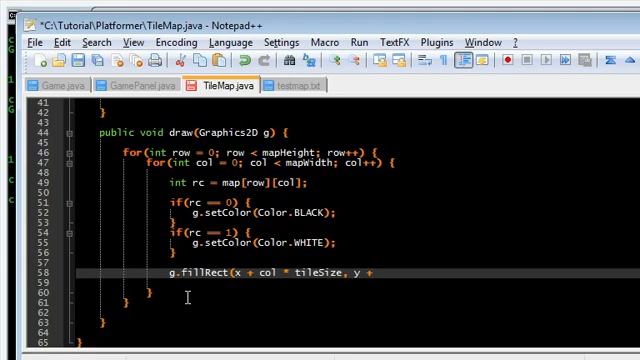 *C:\Tutorial\Platformer\TileMap.java - Notepad++
File Edit Search View Encoding Language Settings Macro Run TextFX Plugins Window ?
Game.java GamePanel.java TileMap.java testmap.txt
41
42 }
43
44 public void draw(Graphics2D g) {
45
46 for(int row = 0; row < mapHeight; row++) {
47 for(int col = 0; col < mapWidth; col++) {
48
49 int rc = map[row][col];
50
51 if(rc == 0) {
52 g.setColor(Color.BLACK);
53 }
54 if(rc == 1) {
55 g.setColor(Color.WHITE);
56 }
57
58 g.fillRect(x + col * tileSize, y +
59
60 }
61 }
62
63 }
64
65 }